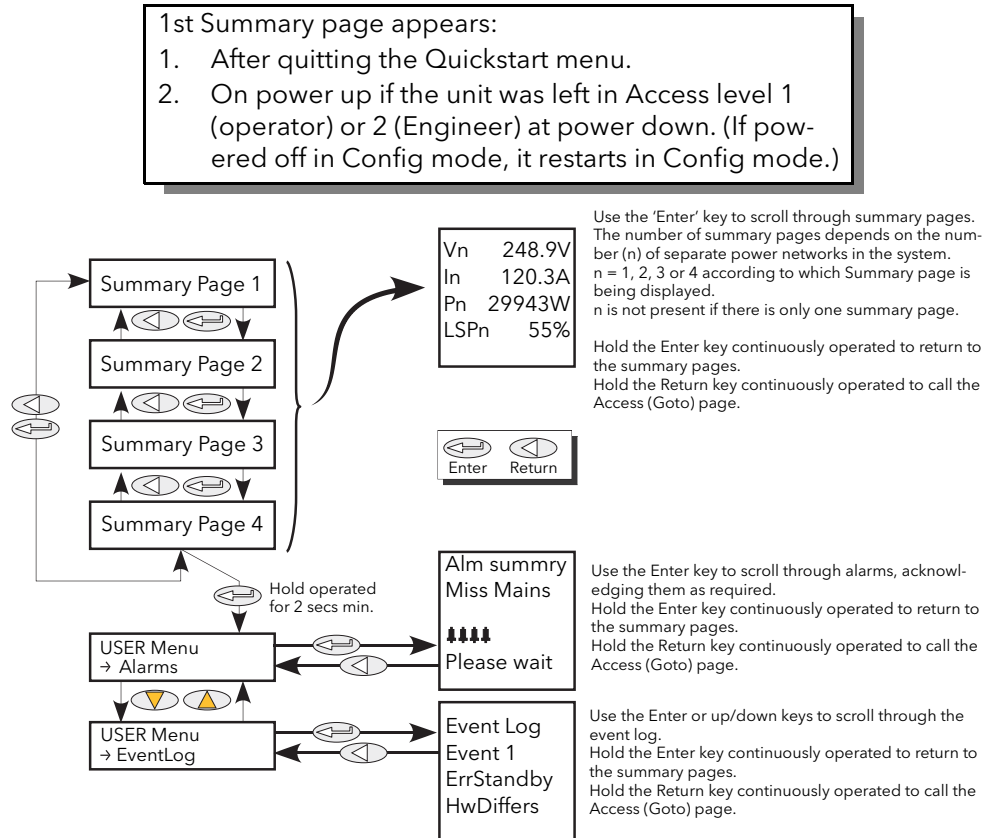 1st Summary page appears:
1. After quitting the Quickstart menu.
2. On power up if the unit was left in Access level 1
(operator) or 2 (Engineer) at power down. (If pow-
ered off in Config mode, it restarts in Config mode.)
Summary Page 1
Summary Page 2
Summary Page 3
Summary Page 4
Vn 248.9V
In 120.3A
Pn 29943W
LSPn 55%
Use the ‘Enter’ key to scroll through summary pages.
The number of summary pages depends on the num-
ber (n) of separate power networks in the system.
n = 1, 2, 3 or 4 according to which Summary page is
being displayed.
n is not present if there is only one summary page.
Hold the Enter key continuously operated to return to
the summary pages.
Hold the Return key continuously operated to call the
Access (Goto) page.
Enter Return
Hold operated
for 2 secs min.
USER Menu
→ Alarms
Alm summry
Miss Mains
Please wait
Use the Enter key to scroll through alarms, acknowl-
edging them as required.
Hold the Enter key continuously operated to return to
the summary pages.
Hold the Return key continuously operated to call the
Access (Goto) page.
USER Menu
→ EventLog
Event Log
Event 1
ErrStandby
HwDiffers
Use the Enter or up/down keys to scroll through the
event log.
Hold the Enter key continuously operated to return to
the summary pages.
Hold the Return key continuously operated to call the
Access (Goto) page.